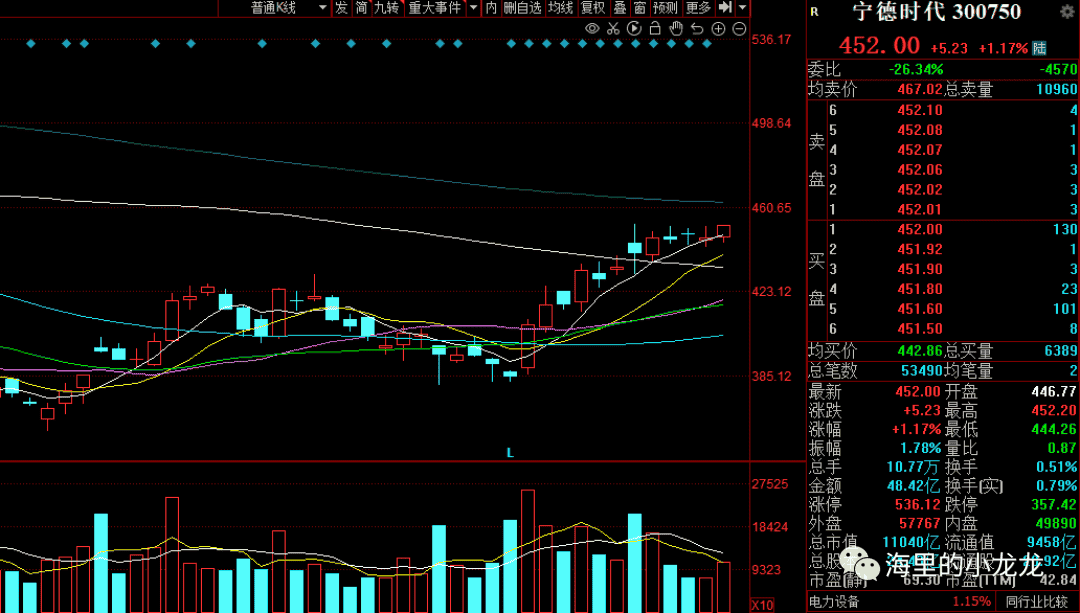 普通K线 发 简 九转 重大事件 内 删自选 均线 复权 叠 窗 预测 更多
536.17
498.64
460.65
423.12
385.12
L
27525
18424
9323
X10
R 宁德时代 300750
452.00 +5.23 +1.17% 陆
委比 -26.34% -4570
均卖价 467.02 总卖量 10960
卖盘
6 452.10 4
5 452.08 1
4 452.07 1
3 452.06 3
2 452.02 3
1 452.01 3
买盘
1 452.00 130
2 451.92 1
3 451.90 3
4 451.80 23
5 451.60 101
6 451.50 8
均买价 442.86 总买量 6389
总笔数 53490 均笔量 2
最新 452.00 开盘 446.77
涨跌 +5.23 最高 452.20
涨幅 +1.17% 最低 444.26
振幅 1.78% 量比 0.87
总手 10.77万 换手 0.51%
金额 48.42亿 换手(实) 0.79%
涨停 536.12 跌停 357.42
外盘 57767 内盘 49890
总市值 11040亿 流通值 9458亿
海里的小龙龙
市盈(静) 69.30 市盈(TTM) 42.84
电力设备 1.15% 同行业比较